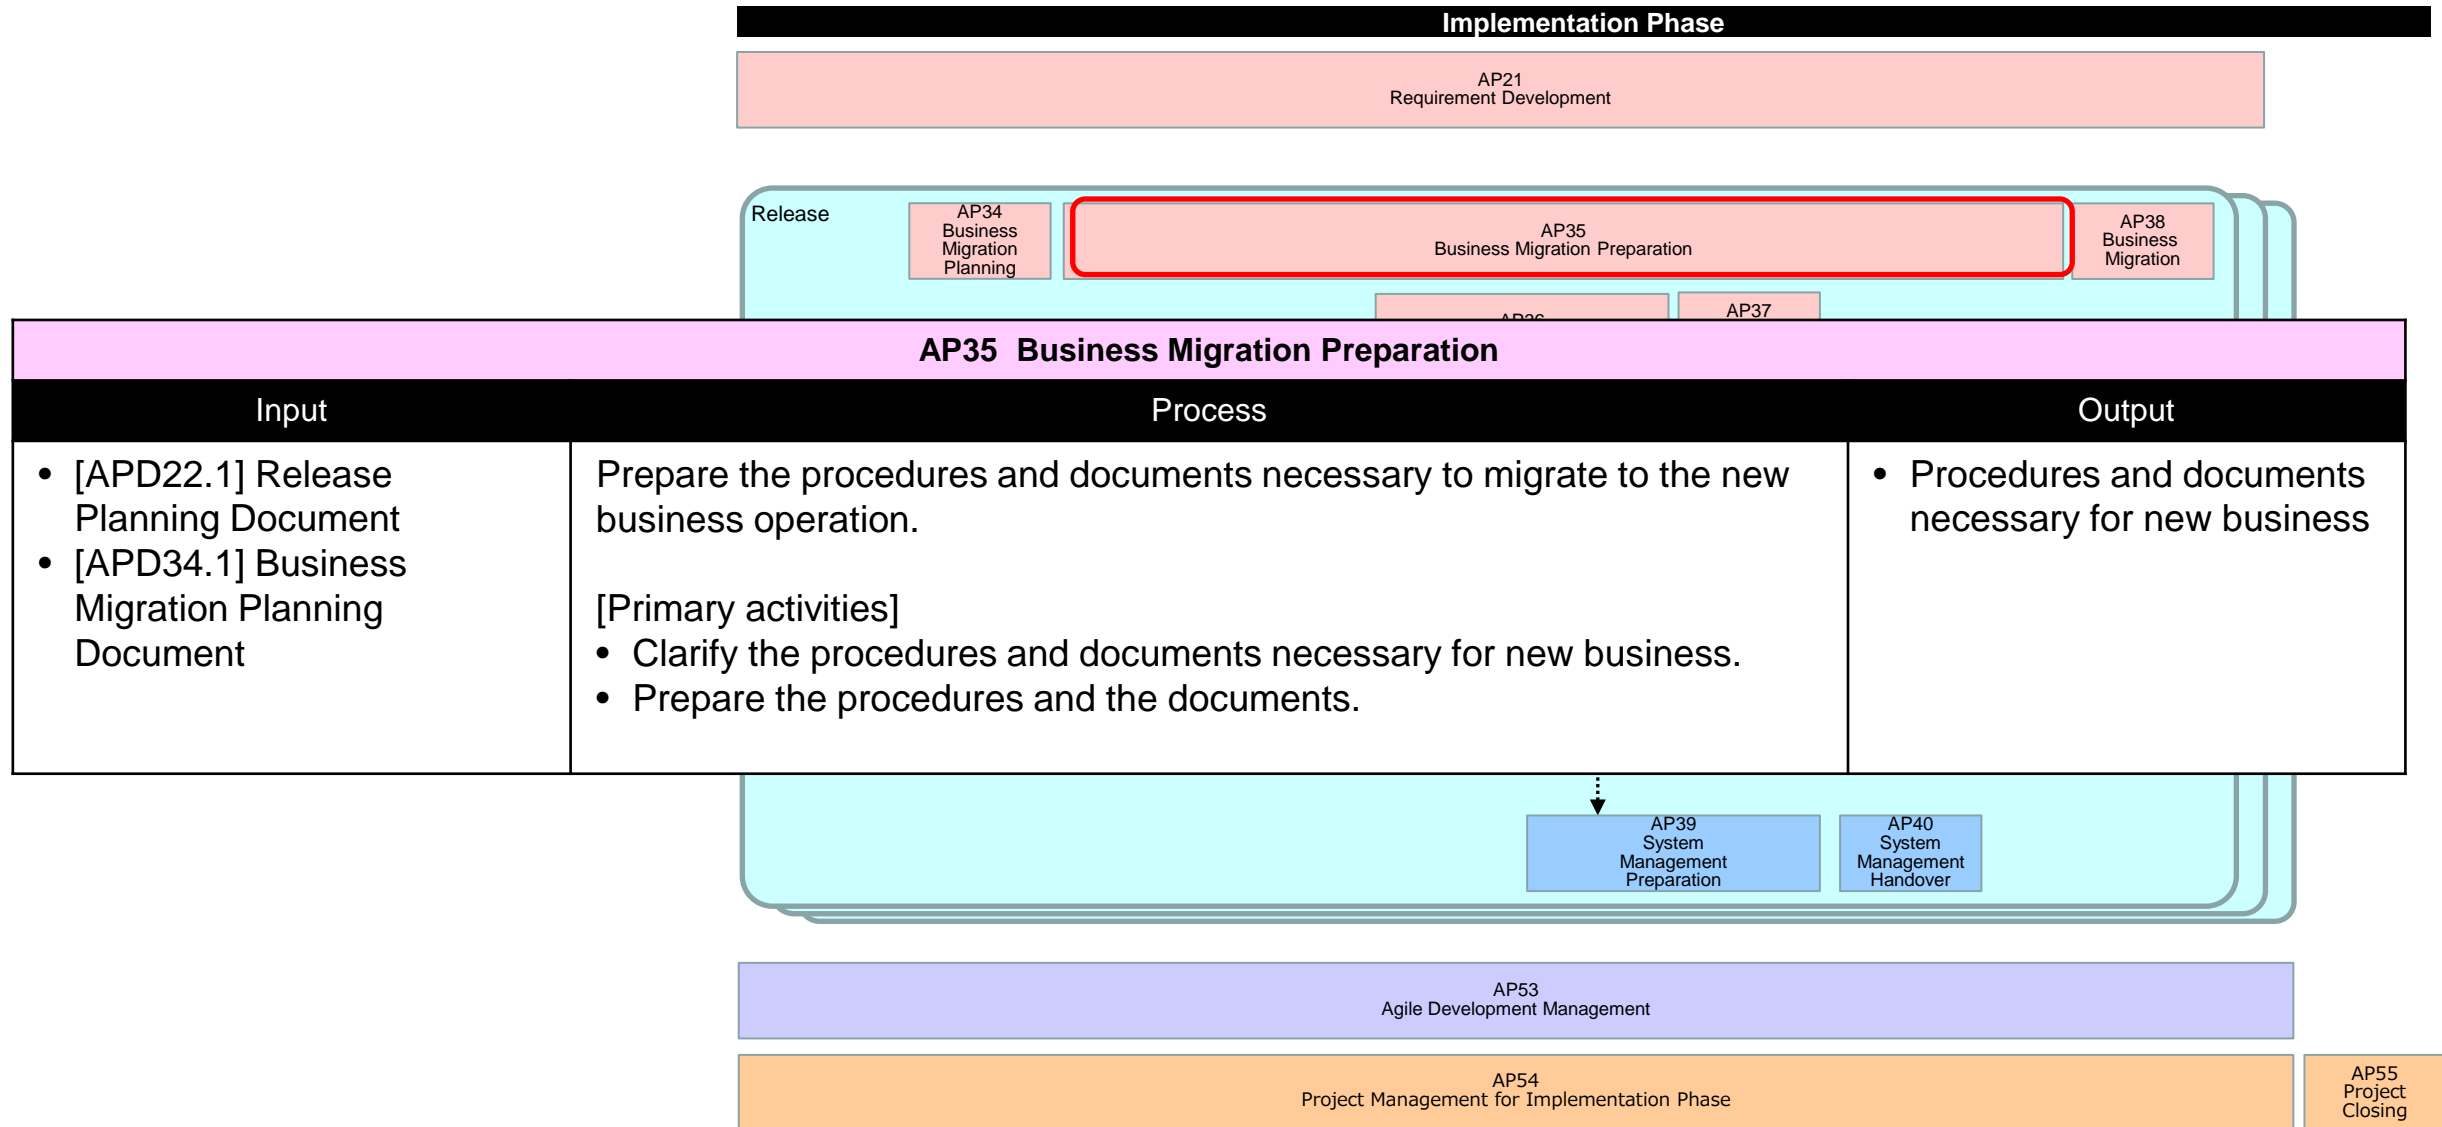 Implementation Phase
AP21
Requirement Development
Release
AP34
Business
Migration
Planning
AP35
Business Migration Preparation
AP38
Business
Migration
AP36
AP37
AP35  Business Migration Preparation
Input
Process
Output
• [APD22.1] Release
Planning Document
• [APD34.1] Business
Migration Planning
Document
Prepare the procedures and documents necessary to migrate to the new
business operation.
[Primary activities]
• Clarify the procedures and documents necessary for new business.
• Prepare the procedures and the documents.
• Procedures and documents
necessary for new business
AP39
System
Management
Preparation
AP40
System
Management
Handover
AP53
Agile Development Management
AP54
Project Management for Implementation Phase
AP55
Project
Closing